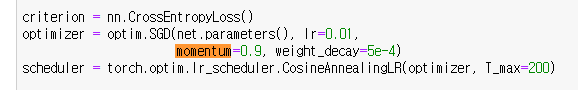 criterion = nn.CrossEntropyLoss()
optimizer = optim.SGD(net.parameters(), lr=0.01,
momentum=0.9, weight_decay=5e-4)
scheduler = torch.optim.lr_scheduler.CosineAnnealingLR(optimizer, T_max=200)